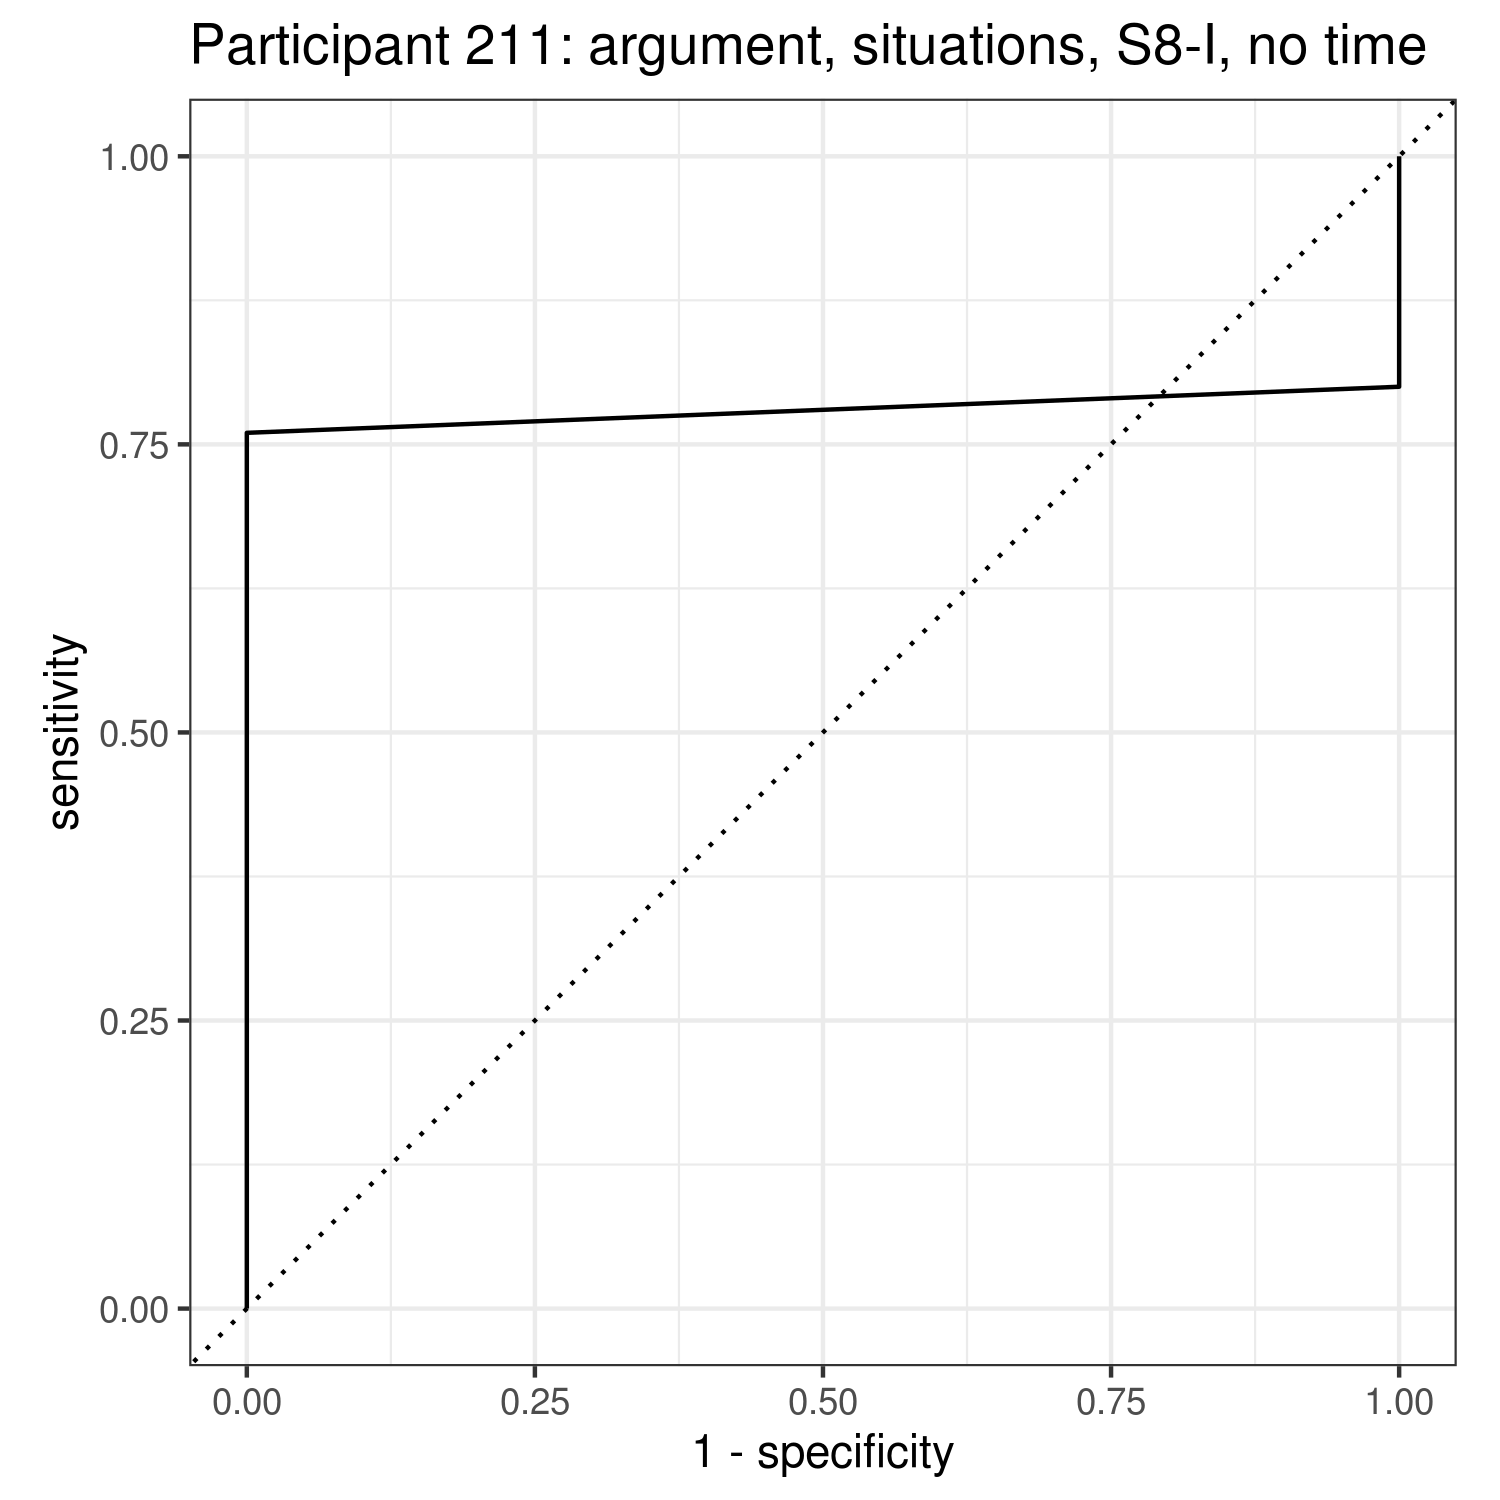 Participant 211: argument, situations, S8-I, no time
sensitivity
1.00
0.75
0.50
0.25
0.00
0.00 0.25 0.50 0.75 1.00
1 - specificity